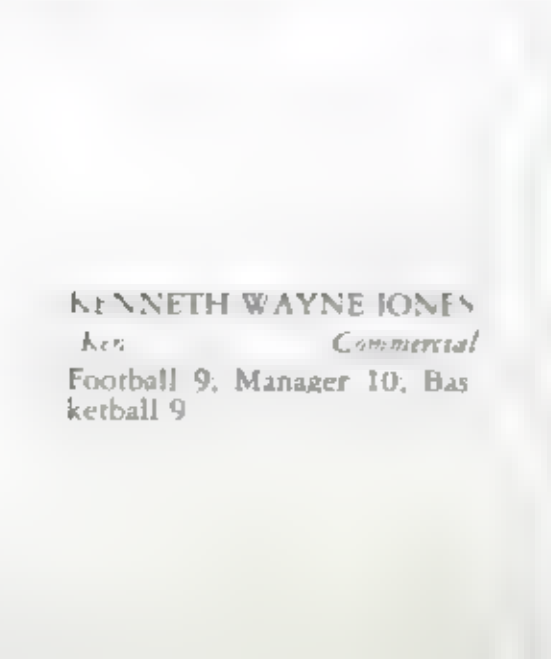 KENNETH WAYNE JONES
Ken Commercial
Football 9; Manager 10; Bas
ketball 9